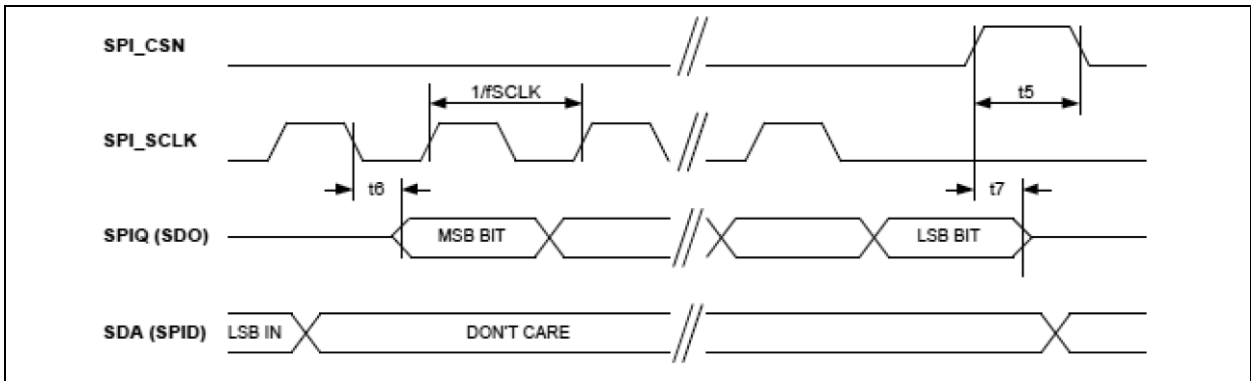 SPI_CSN
t5
1/fSCLK
SPI_SCLK
t6
t7
SPIQ (SDO)
MSB BIT
LSB BIT
SDA (SPID)
LSB IN
DON'T CARE